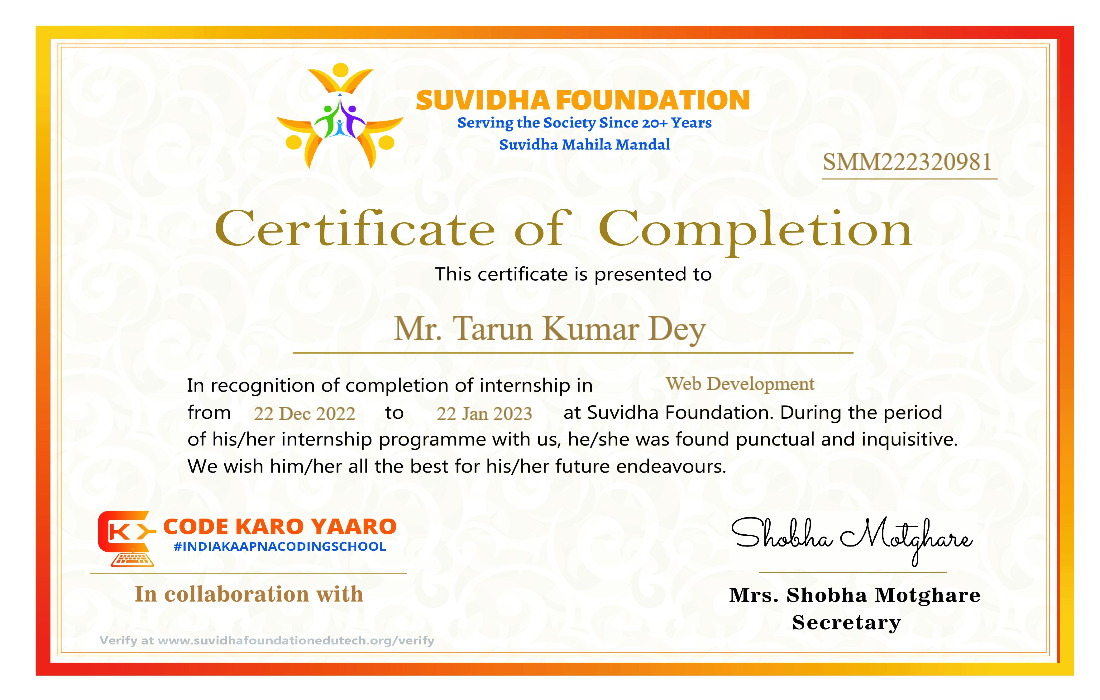 SUVIDHA FOUNDATION
Serving the Society Since 20+ Years
Suvidha Mahila Mandal
SMM222320981
Certificate of Completion
This certificate is presented to
Mr. Tarun Kumar Dey
In recognition of completion of internship in Web Development
from 22 Dec 2022 to 22 Jan 2023 at Suvidha Foundation. During the period
of his/her internship programme with us, he/she was found punctual and inquisitive.
We wish him/her all the best for his/her future endeavours.
CK CODE KARO YAARO
#INDIKAAPNACODINGSCHOOL
In collaboration with
Shobha Motghare
Mrs. Shobha Motghare
Secretary
Verify at www.suvidhafoundationedutech.org/verify